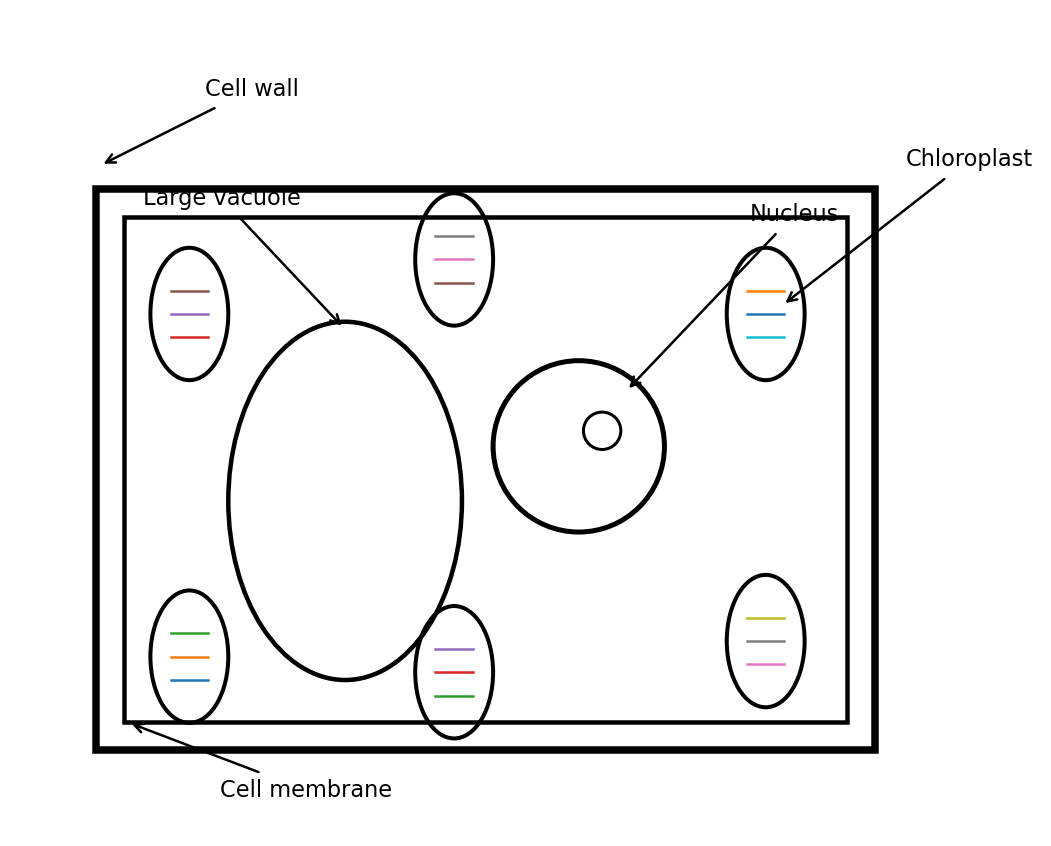 Cell wall
Chloroplast
Large vacuole
Nucleus
Cell membrane